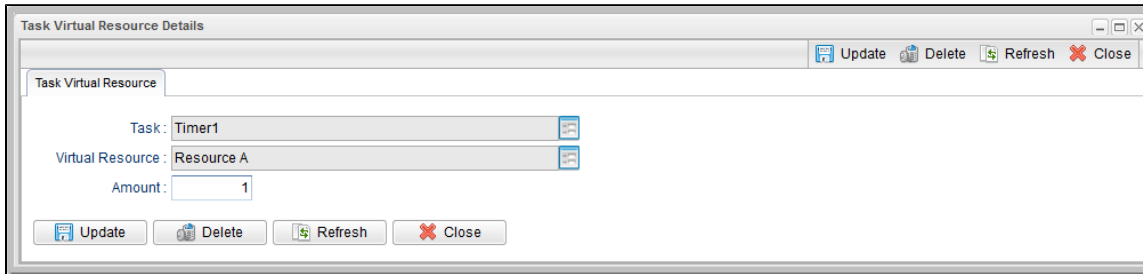 Task Virtual Resource Details
Update Delete Refresh Close
Task Virtual Resource
Task : Timer1
Virtual Resource : Resource A
Amount : 1
Update Delete Refresh Close